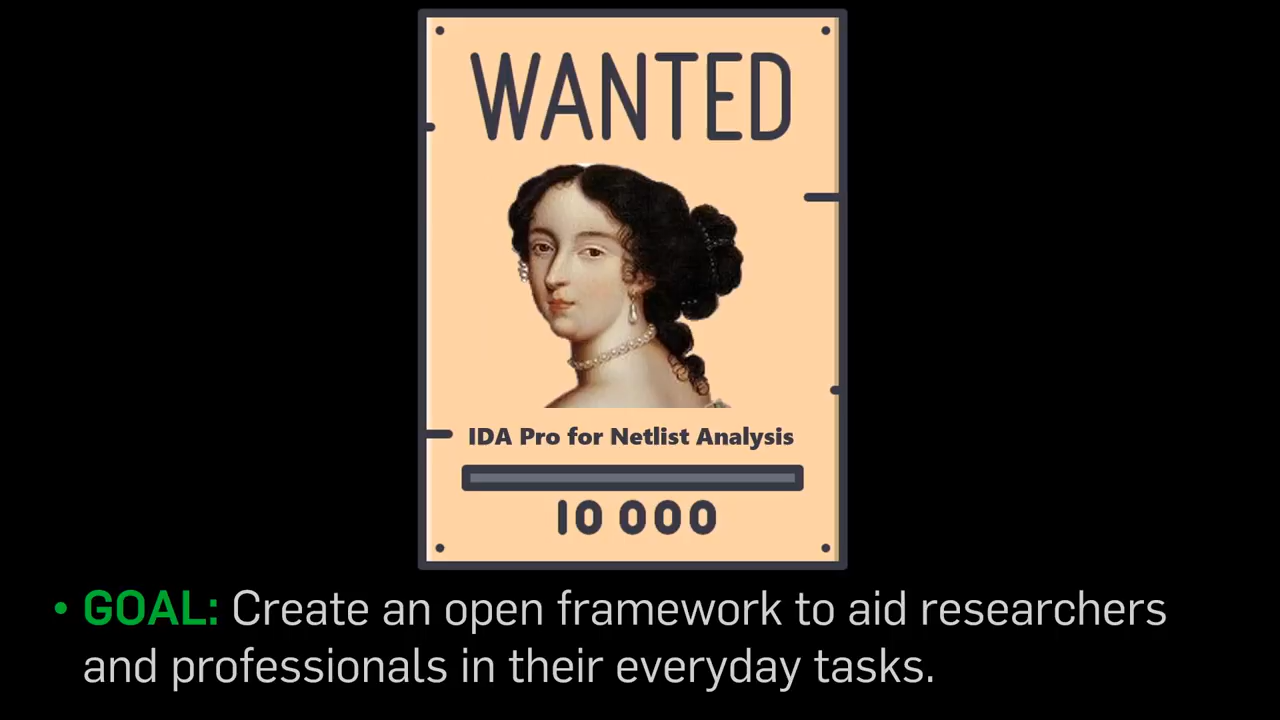 WANTED
IDA Pro for Netlist Analysis
10 000
• GOAL: Create an open framework to aid researchers
and professionals in their everyday tasks.